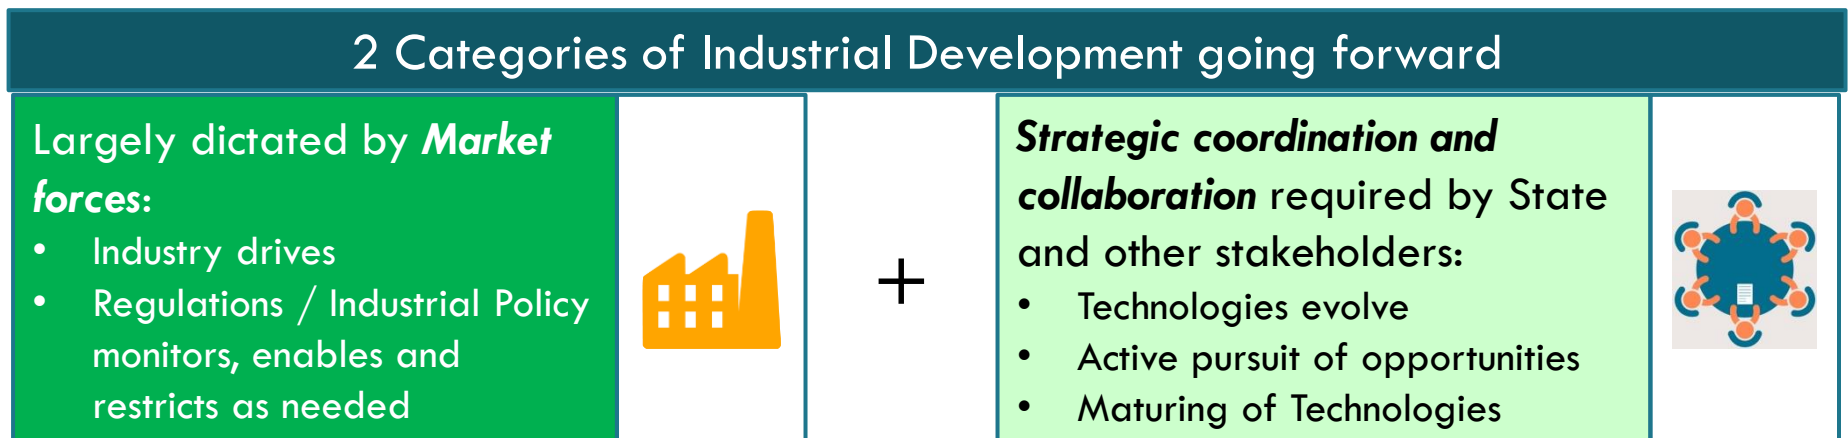 2 Categories of Industrial Development going forward
Largely dictated by Market
forces:
• Industry drives
• Regulations / Industrial Policy
monitors, enables and
restricts as needed
+
Strategic coordination and
collaboration required by State
and other stakeholders:
• Technologies evolve
• Active pursuit of opportunities
• Maturing of Technologies